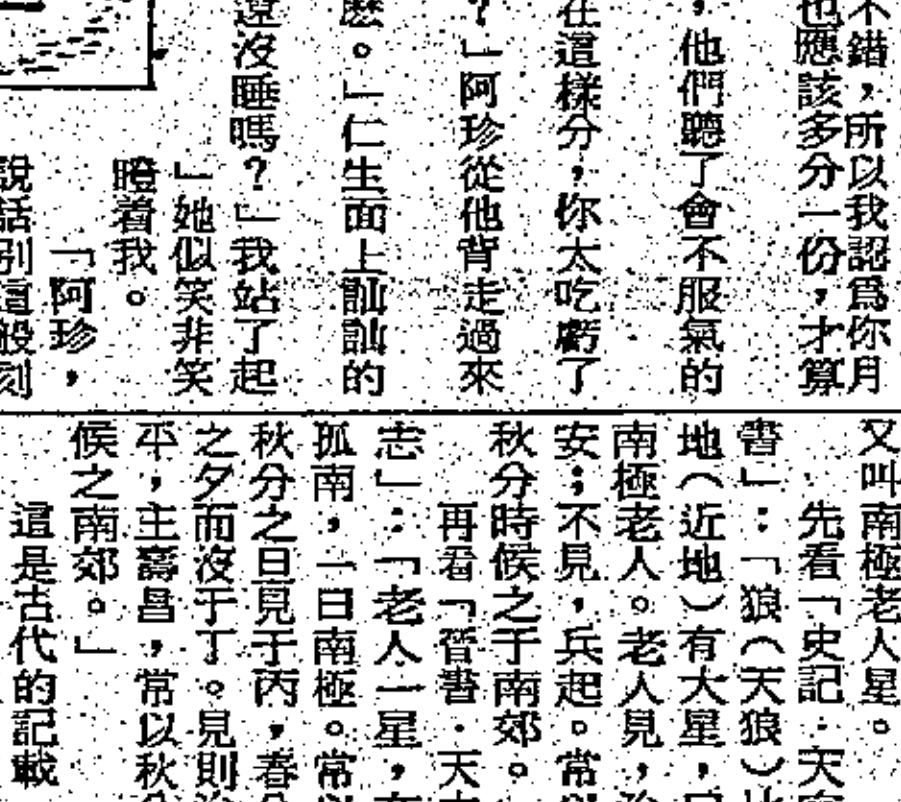 不錯，所以我認爲你月
也應該多分一份，才算
，他們聽了會不服氣的
在這樣分，你太吃虧了
？」阿珍從他背走過來
麽。」仁生面上訕訕的
還沒睡嗎？」我站了起
」她似笑非笑
瞪着我。
「阿珍，
說話別這般刻
又叫南極老人星。
先看「史記．天官
書」：「狼（天狼）比
地（近地）有大星，曰
南極老人。老人見，治
安；不見，兵起。常以
秋分時候之于南郊。
再看「晉書．天文
志」：「老人一星，在
孤南，一曰南極。常以
秋分之旦見于丙，春分
之夕而沒于丁。見則治
平，主壽昌，常以秋分
候之南郊。」
這是古代的記載